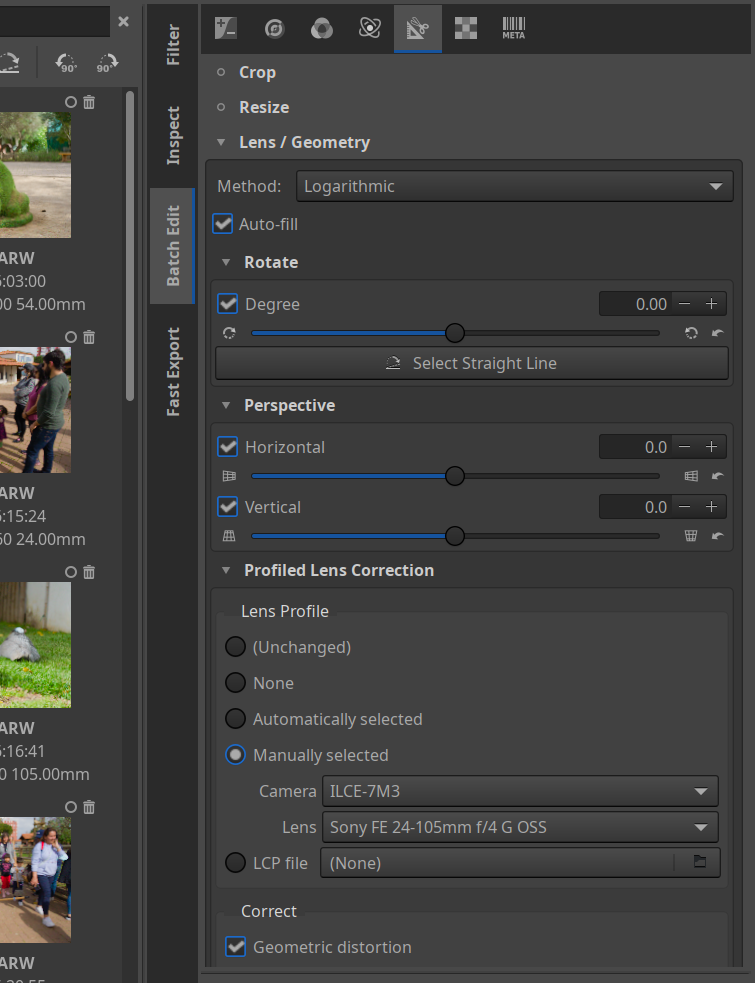 90°
90°
META
Filter
Inspect
Batch Edit
Fast Export
Crop
Resize
Lens / Geometry
Method: Logarithmic
Auto-fill
Rotate
Degree 0.00 − +
Select Straight Line
Perspective
Horizontal 0.0 − +
Vertical 0.0 − +
Profiled Lens Correction
Lens Profile
(Unchanged)
None
Automatically selected
Manually selected
Camera ILCE-7M3
Lens Sony FE 24-105mm f/4 G OSS
LCP file (None)
Correct
Geometric distortion
ARW
:03:00
00 54.00mm
ARW
:15:24
60 24.00mm
ARW
:16:41
0 105.00mm
ARW